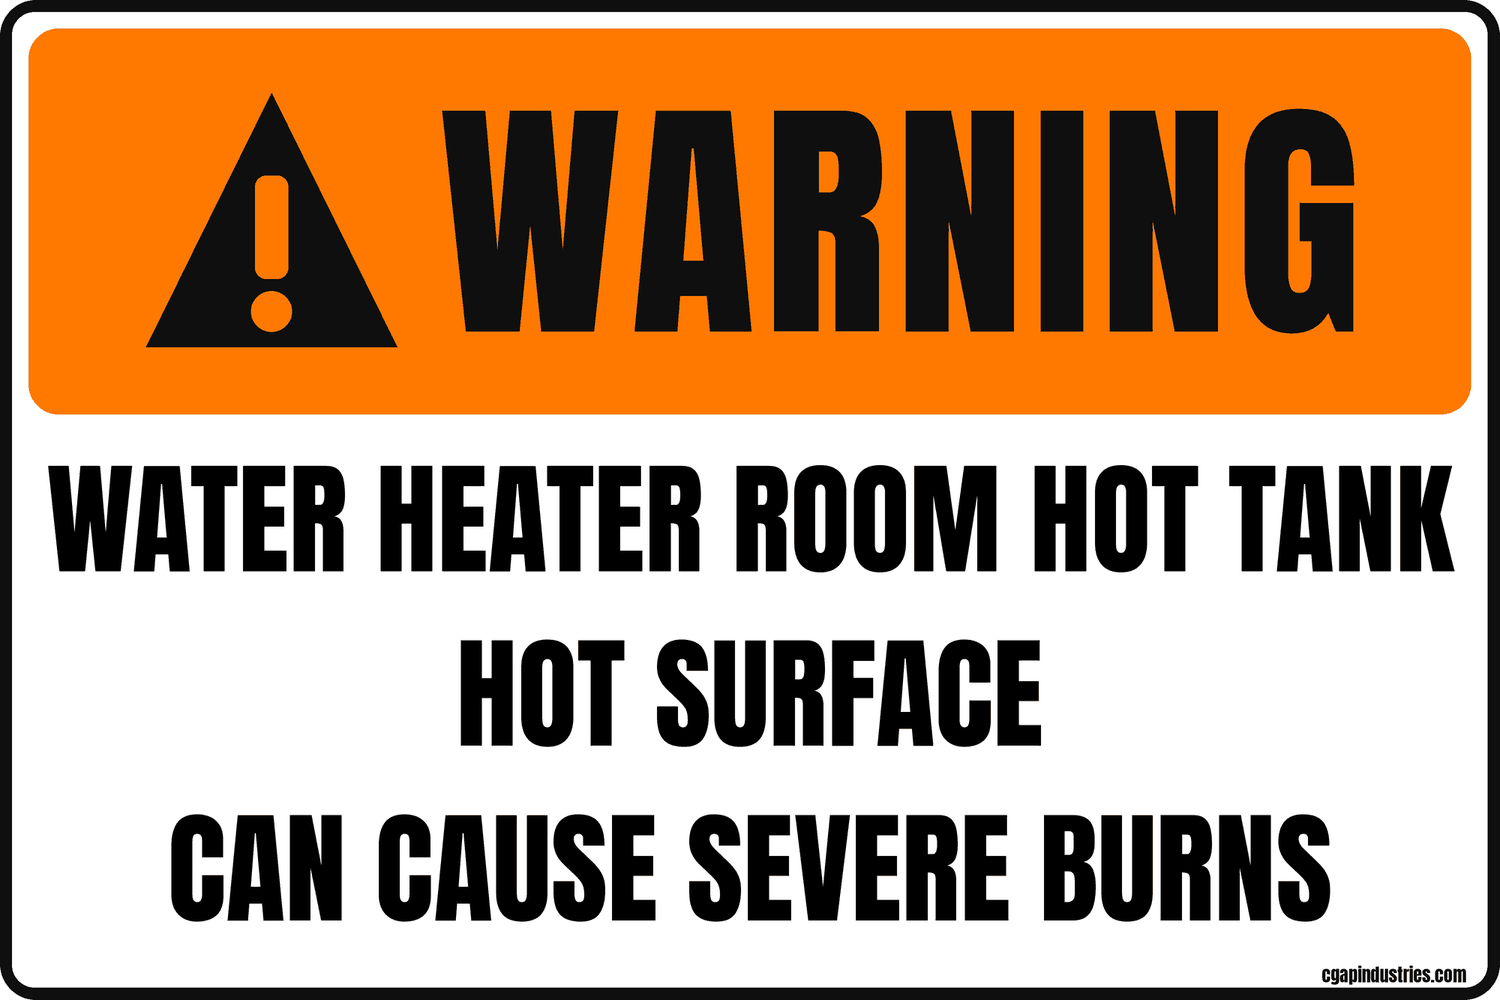 WARNING
WATER HEATER ROOM HOT TANK
HOT SURFACE
CAN CAUSE SEVERE BURNS
cgapindustries.com